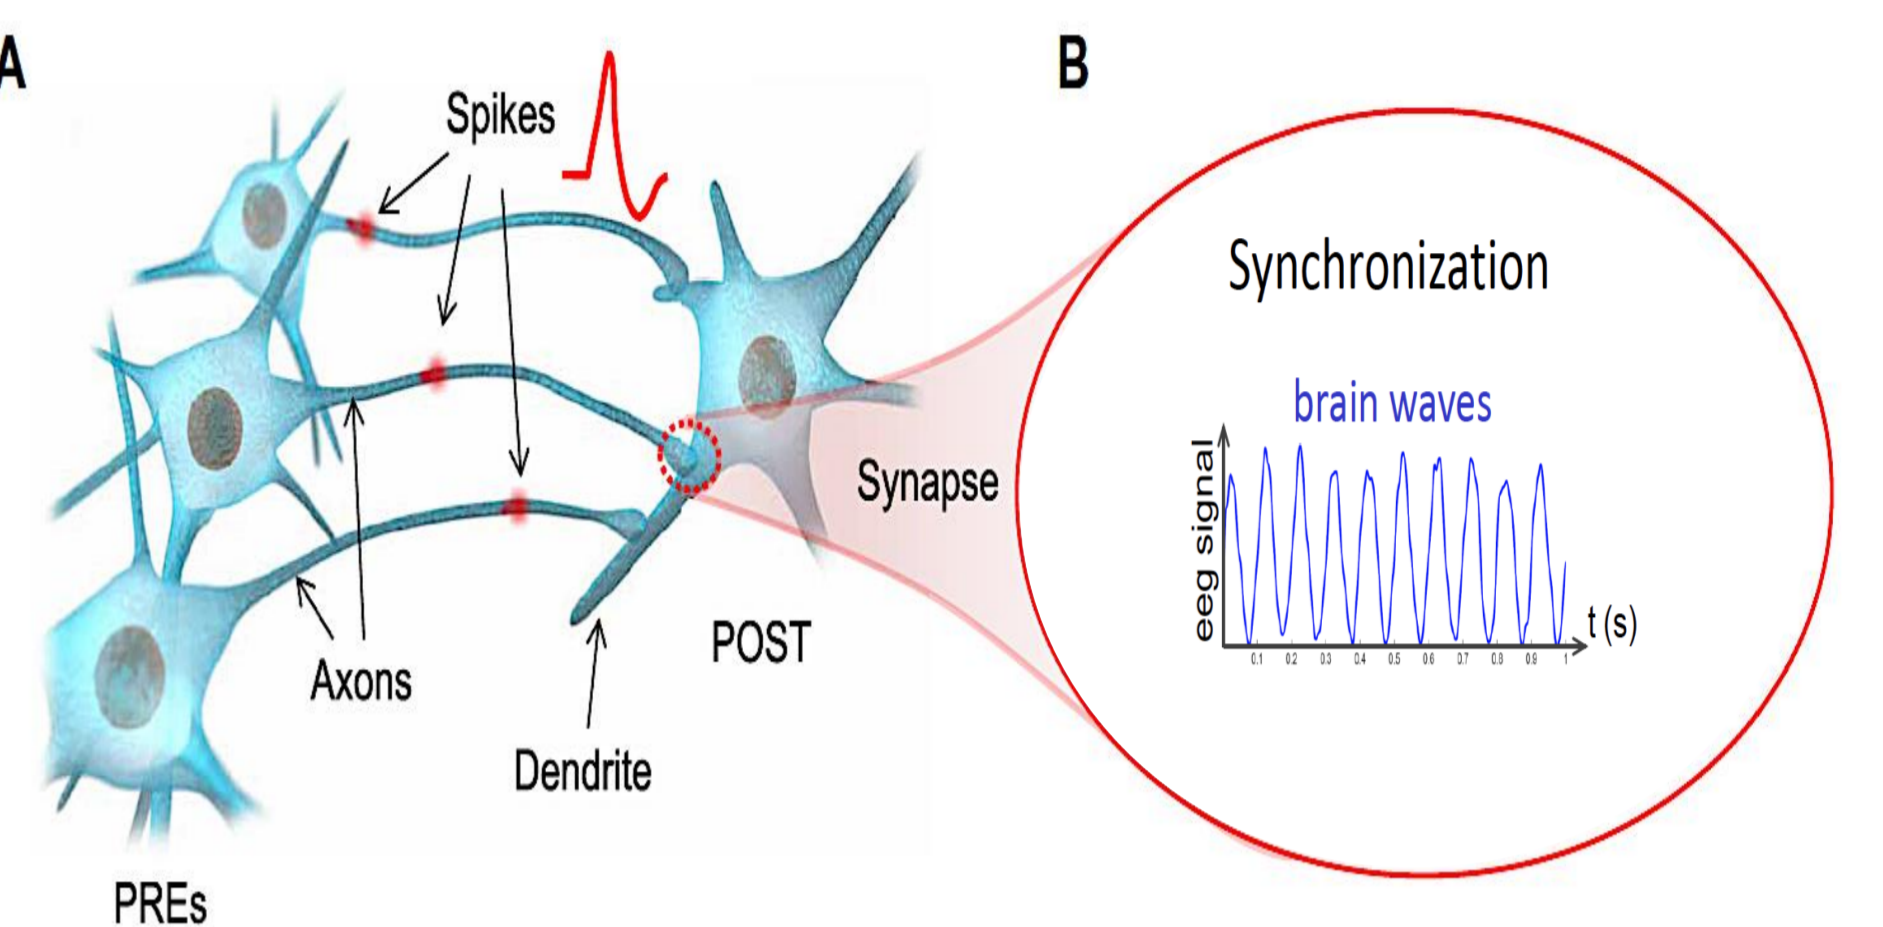 A
B
Spikes
Synchronization
brain waves
eeg signal
0.1 0.2 0.3 0.4 0.5 0.6 0.7 0.8 0.9 1
t (s)
Synapse
POST
Axons
Dendrite
PREs